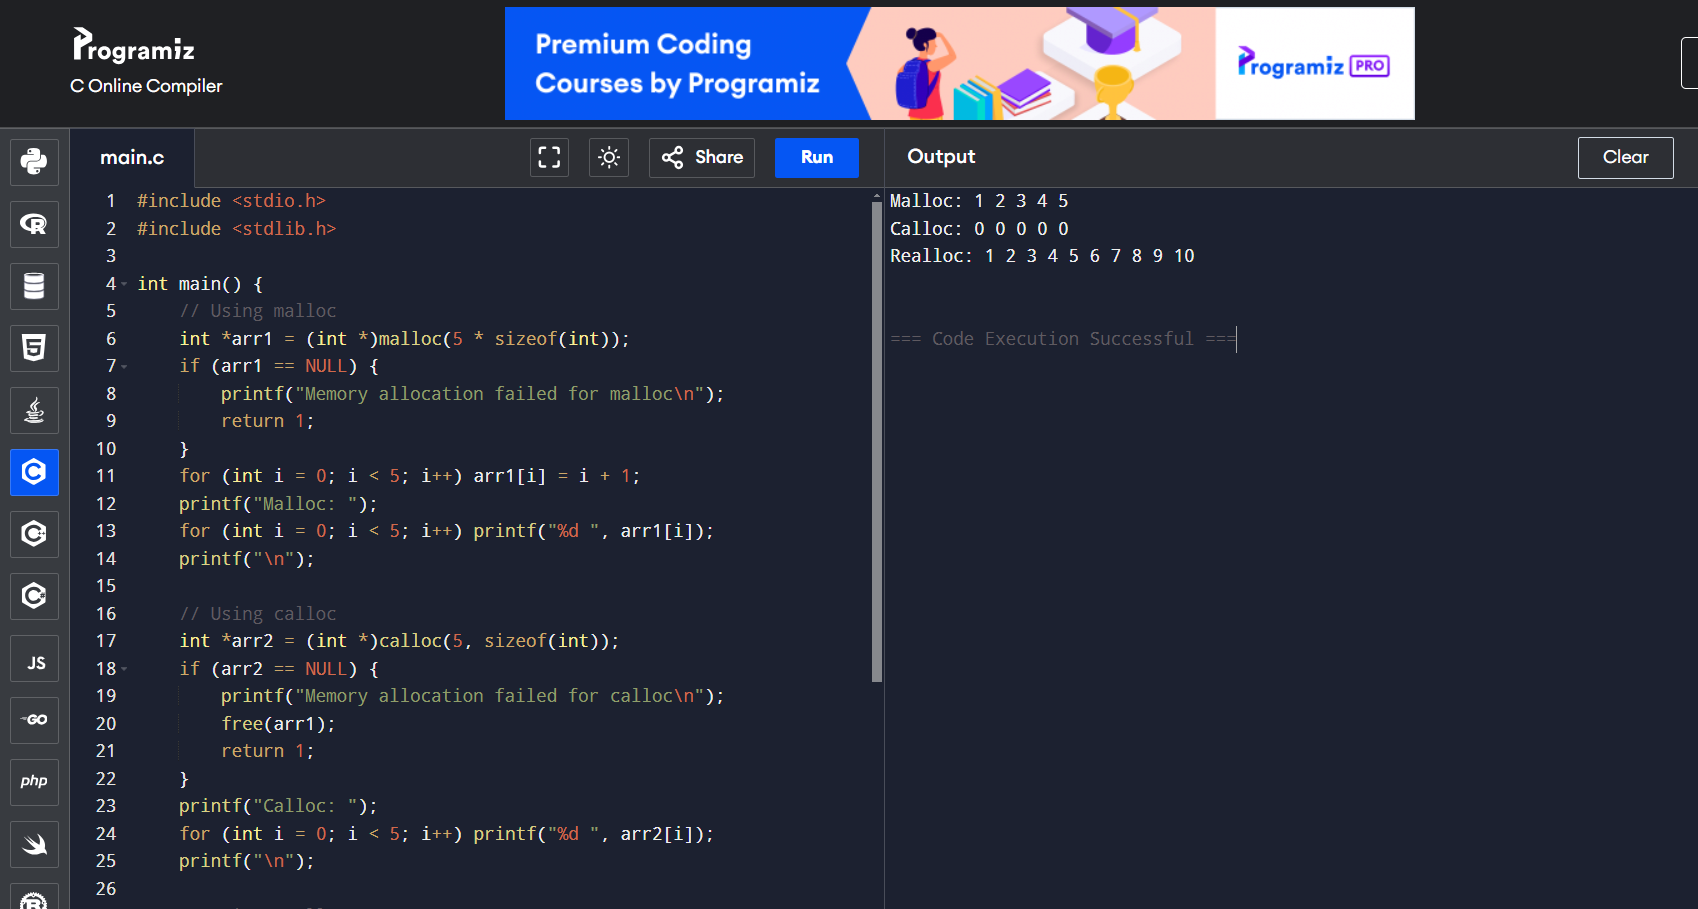 Programiz
C Online Compiler
Premium Coding
Courses by Programiz
Programiz PRO
main.c
Share
Run
Output
Clear
1 #include <stdio.h>
2 #include <stdlib.h>
3
4 int main() {
5 // Using malloc
6 int *arr1 = (int *)malloc(5 * sizeof(int));
7 if (arr1 == NULL) {
8 printf("Memory allocation failed for malloc\n");
9 return 1;
10 }
11 for (int i = 0; i < 5; i++) arr1[i] = i + 1;
12 printf("Malloc: ");
13 for (int i = 0; i < 5; i++) printf("%d ", arr1[i]);
14 printf("\n");
15
16 // Using calloc
17 int *arr2 = (int *)calloc(5, sizeof(int));
18 if (arr2 == NULL) {
19 printf("Memory allocation failed for calloc\n");
20 free(arr1);
21 return 1;
22 }
23 printf("Calloc: ");
24 for (int i = 0; i < 5; i++) printf("%d ", arr2[i]);
25 printf("\n");
26
Malloc: 1 2 3 4 5
Calloc: 0 0 0 0 0
Realloc: 1 2 3 4 5 6 7 8 9 10
=== Code Execution Successful ===
R
5
C
C
C
JS
GO
php
R